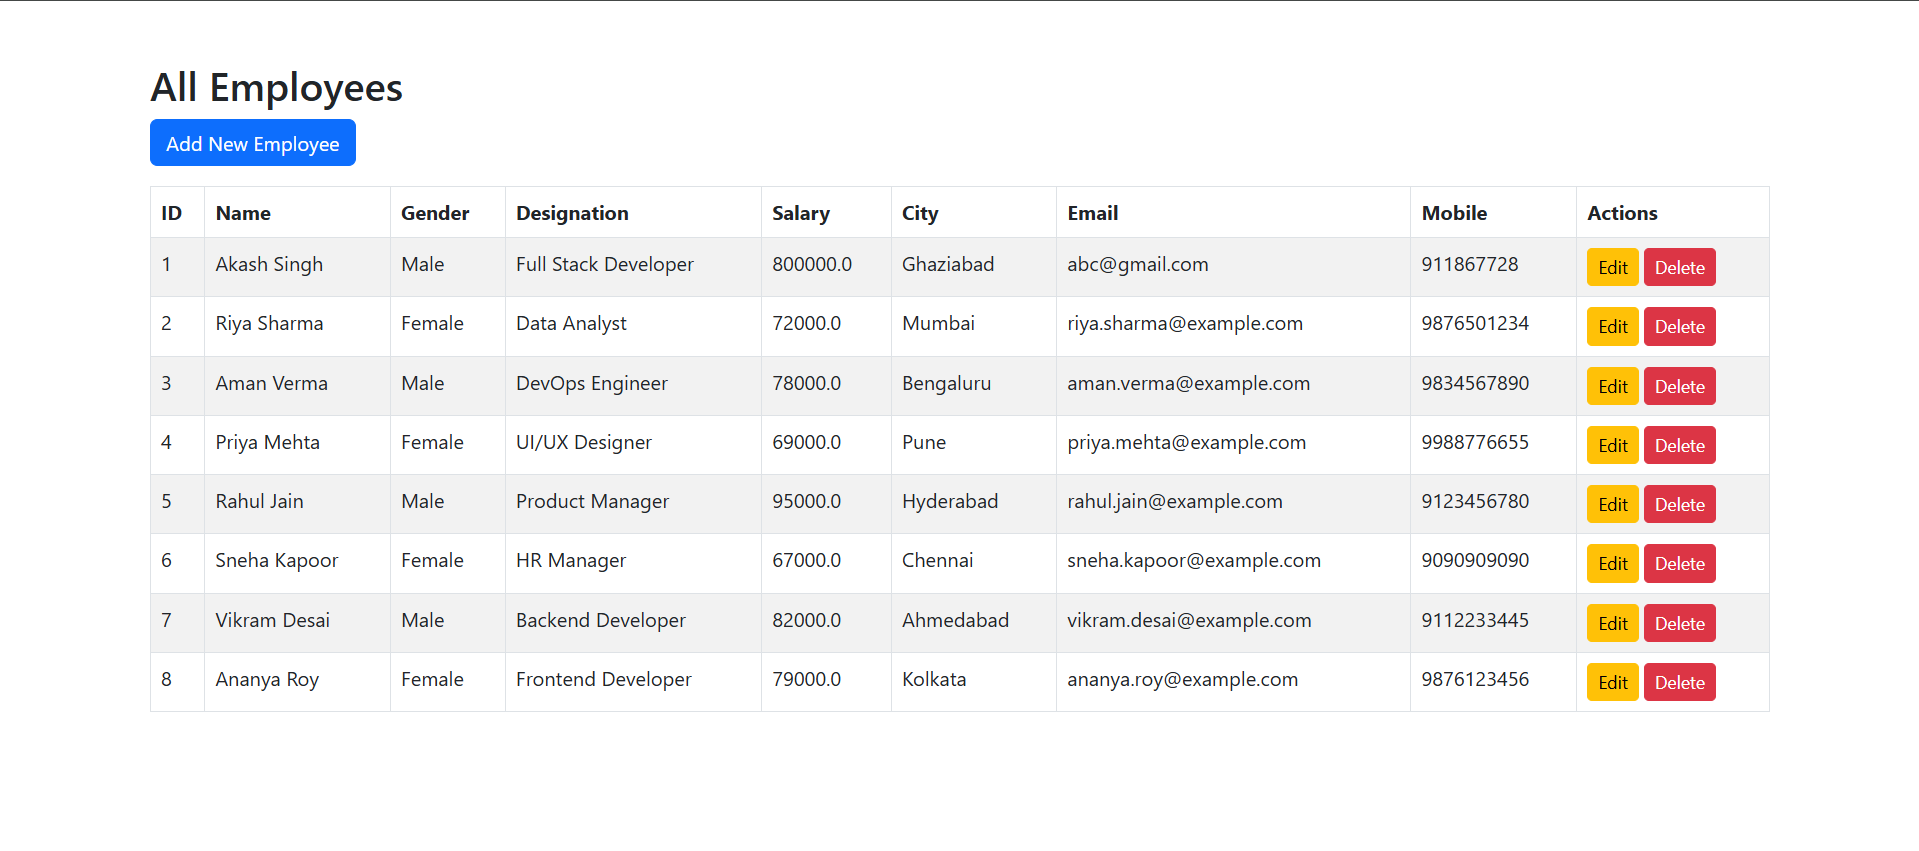 All Employees
Add New Employee
ID Name Gender Designation Salary City Email Mobile Actions
1 Akash Singh Male Full Stack Developer 800000.0 Ghaziabad abc@gmail.com 911867728 Edit Delete
2 Riya Sharma Female Data Analyst 72000.0 Mumbai riya.sharma@example.com 9876501234 Edit Delete
3 Aman Verma Male DevOps Engineer 78000.0 Bengaluru aman.verma@example.com 9834567890 Edit Delete
4 Priya Mehta Female UI/UX Designer 69000.0 Pune priya.mehta@example.com 9988776655 Edit Delete
5 Rahul Jain Male Product Manager 95000.0 Hyderabad rahul.jain@example.com 9123456780 Edit Delete
6 Sneha Kapoor Female HR Manager 67000.0 Chennai sneha.kapoor@example.com 9090909090 Edit Delete
7 Vikram Desai Male Backend Developer 82000.0 Ahmedabad vikram.desai@example.com 9112233445 Edit Delete
8 Ananya Roy Female Frontend Developer 79000.0 Kolkata ananya.roy@example.com 9876123456 Edit Delete